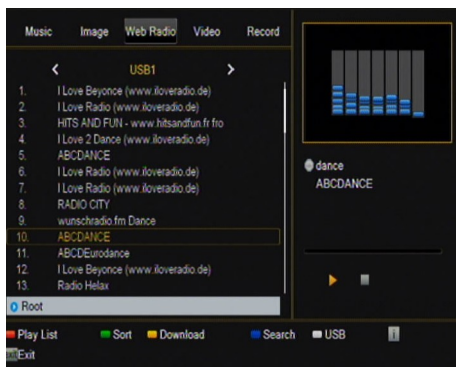 Music Image Web Radio Video Record
< USB1 >
1. I Love Beyonce (www.iloveradio.de)
2. I Love Radio (www.iloveradio.de)
3. HITS AND FUN - www.hitsandfun.fr fro
4. I Love 2 Dance (www.iloveradio.de)
5. ABCDANCE
6. I Love Radio (www.iloveradio.de)
7. I Love Radio (www.iloveradio.de)
8. RADIO CITY
9. wunschradio.fm Dance
10. ABCDANCE
11. ABCDEurodance
12. I Love Beyonce (www.iloveradio.de)
13. Radio Helax
dance
ABCDANCE
Root
Play List Sort Download Search USB i
Exit